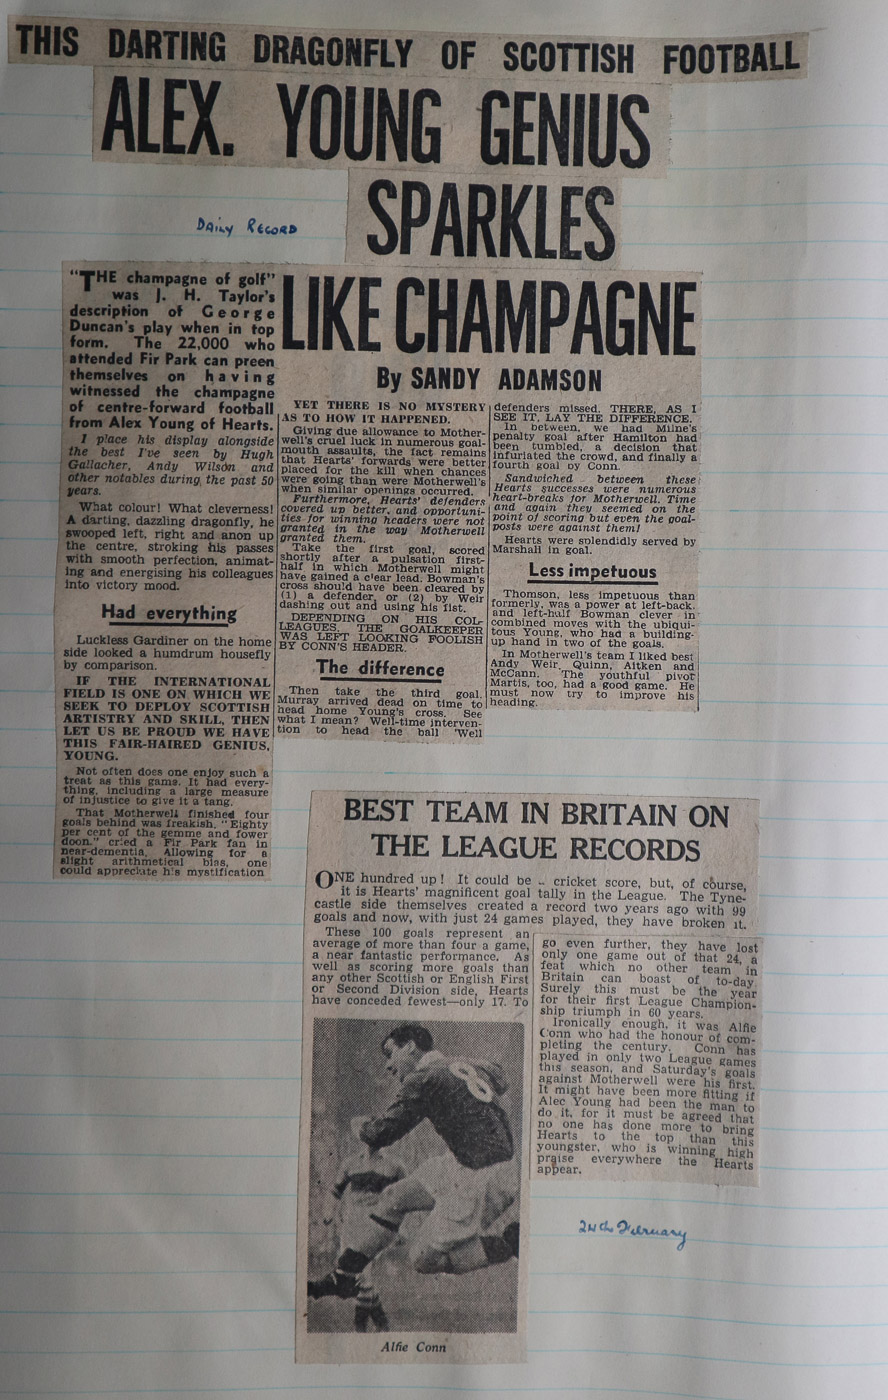 THIS DARTING DRAGONFLY OF SCOTTISH FOOTBALL
ALEX. YOUNG GENIUS
SPARKLES
Daily Record
LIKE CHAMPAGNE
By SANDY ADAMSON
"THE champagne of golf"
was J. H. Taylor's
description of George
Duncan's play when in top
form. The 22,000 who
attended Fir Park can preen
themselves on having
witnessed the champagne
of centre-forward football
from Alex Young of Hearts.
I place his display alongside
the best I've seen by Hugh
Gallacher, Andy Wilson and
other notables during the past 50
years.
What colour! What cleverness!
A darting, dazzling dragonfly, he
swooped left, right and anon up
the centre, stroking his passes
with smooth perfection, animat-
ing and energising his colleagues
into victory mood.
Had everything
Luckless Gardiner on the home
side looked a humdrum housefly
by comparison.
IF THE INTERNATIONAL
FIELD IS ONE ON WHICH WE
SEEK TO DEPLOY SCOTTISH
ARTISTRY AND SKILL, THEN
LET US BE PROUD WE HAVE
THIS FAIR-HAIRED GENIUS,
YOUNG.
Not often does one enjoy such a
treat as this game. It had every-
thing, including a large measure
of injustice to give it a tang.
That Motherwell finished four
goals behind was freakish. "Eighty
per cent of the gemme and fower
doon." cried a Fir Park fan in
near-dementia. Allowing for a
slight arithmetical bias, one
could appreciate his mystification
YET THERE IS NO MYSTERY
AS TO HOW IT HAPPENED.
Giving due allowance to Mother-
well's cruel luck in numerous goal-
mouth assaults, the fact remains
that Hearts' forwards were better
placed for the kill when chances
were going than were Motherwell's
when similar openings occurred.
Furthermore, Hearts' defenders
covered up better, and opportuni-
ties for winning headers were not
granted in the way Motherwell
granted them.
Take the first goal, scored
shortly after a pulsation first-
half in which Motherwell might
have gained a clear lead. Bowman's
cross should have been cleared by
(1) a defender, or (2) by Weir
dashing out and using his fist.
DEPENDING ON HIS COL-
LEAGUES, THE GOALKEEPER
WAS LEFT LOOKING FOOLISH
BY CONN'S HEADER.
The difference
Then take the third goal.
Murray arrived dead on time to
head home Young's cross. See
what I mean? Well-time interven-
tion to head the ball 'Well
defenders missed. THERE, AS I
SEE IT, LAY THE DIFFERENCE.
In between, we had Milne's
penalty goal after Hamilton had
been tumbled, a decision that
infuriated the crowd, and finally a
fourth goal by Conn.
Sandwiched between these
Hearts successes were numerous
heart-breaks for Motherwell. Time
and again they seemed on the
point of scoring but even the goal-
posts were against them!
Hearts were splendidly served by
Marshall in goal.
Less impetuous
Thomson, less impetuous than
formerly, was a power at left-back.
and left-half Bowman clever in
combined moves with the ubiqui-
tous Young, who had a building-
up hand in two of the goals.
In Motherwell's team I liked best
Andy Weir, Quinn, Aitken and
McCann. The youthful pivot
Martis, too, had a good game. He
must now try to improve his
heading.
BEST TEAM IN BRITAIN ON
THE LEAGUE RECORDS
ONE hundred up! It could be .. cricket score, but, of course,
it is Hearts' magnificent goal tally in the League. The Tyne-
castle side themselves created a record two years ago with 99
goals and now, with just 24 games played, they have broken it.
These 100 goals represent an
average of more than four a game,
a near fantastic performance. As
well as scoring more goals than
any other Scottish or English First
or Second Division side, Hearts
have conceded fewest—only 17. To
go even further, they have lost
only one game out of that 24, a
feat which no other team in
Britain can boast of to-day
Surely this must be the year
for their first League Champion-
ship triumph in 60 years.
Ironically enough, it was Alfie
Conn who had the honour of com-
pleting the century. Conn has
played in only two League games
this season, and Saturday's goals
against Motherwell were his first.
It might have been more fitting if
Alec Young had been the man to
do it, for it must be agreed that
no one has done more to bring
Hearts to the top than this
youngster, who is winning high
praise everywhere the Hearts
appear.
8
Alfie Conn
24th February